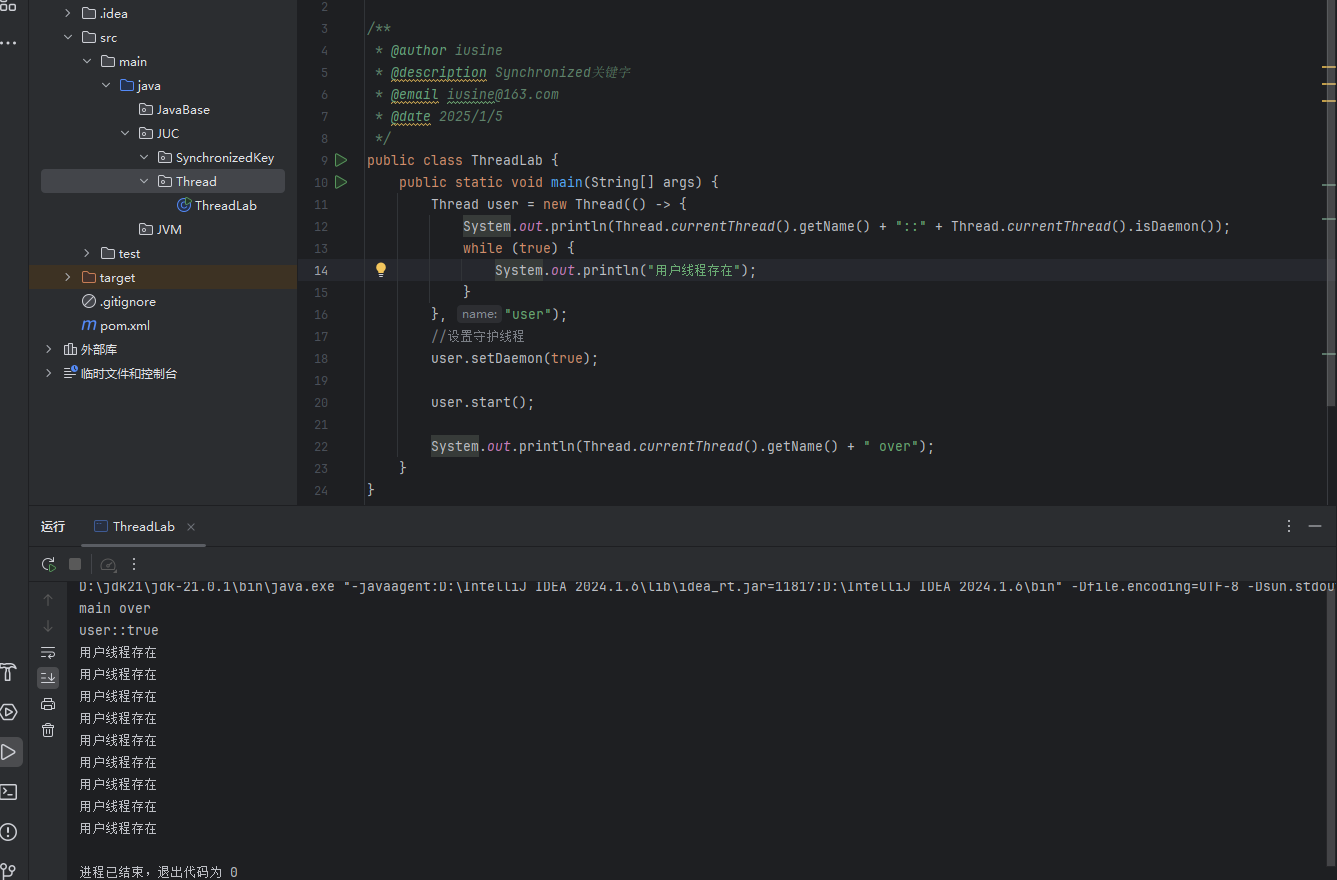 .idea
src
main
java
JavaBase
JUC
SynchronizedKey
Thread
ThreadLab
JVM
test
target
.gitignore
pom.xml
外部库
临时文件和控制台
2
3 /**
4 * @author iusine
5 * @description Synchronized关键字
6 * @email iusine@163.com
7 * @date 2025/1/5
8 */
9 public class ThreadLab {
10 public static void main(String[] args) {
11 Thread user = new Thread(() -> {
12 System.out.println(Thread.currentThread().getName() + "::" + Thread.currentThread().isDaemon());
13 while (true) {
14 System.out.println("用户线程存在");
15 }
16 }, name: "user");
17 //设置守护线程
18 user.setDaemon(true);
19
20 user.start();
21
22 System.out.println(Thread.currentThread().getName() + " over");
23 }
24 }
运行 ThreadLab
D:\jdk21\jdk-21.0.1\bin\java.exe "-javaagent:D:\IntelliJ IDEA 2024.1.6\lib\idea_rt.jar=11817:D:\IntelliJ IDEA 2024.1.6\bin" -Dfile.encoding=UTF-8 -Dsun.stdou
main over
user::true
用户线程存在
用户线程存在
用户线程存在
用户线程存在
用户线程存在
用户线程存在
用户线程存在
用户线程存在
用户线程存在
进程已结束，退出代码为 0